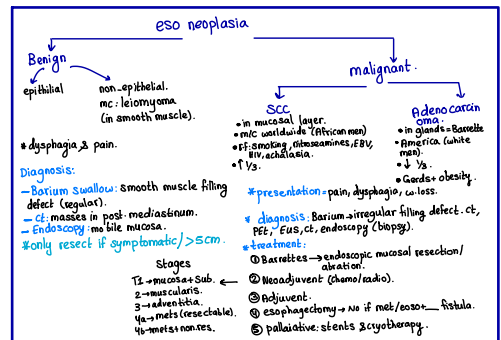 eso neoplasia
Benign
epithilial
non-epithelial.
mc: leiomyoma
(in smooth muscle).
* dysphagia & pain.
Diagnosis:
- Barium swallow: smooth muscle filling
defect (regular).
- Ct: masses in post. mediastinum.
- Endoscopy: mobile mucosa.
* only resect if symptomatic / >5cm.
malignant.
SCC
• in mucosal layer.
• m/c worldwide (African men)
• RF: smoking, nitroseamines, EBV,
HIV, achalasia.
• ↑ 1/3.
Adenocarcin
oma.
• in glands = Barrette
• America (white
men).
• ↓ 1/3.
• Gerds + obesity.
* presentation = pain, dysphagia, w.loss.
* diagnosis: Barium → irregular filling defect. ct,
PEt, EUS, ct, endoscopy (biopsy).
* treatment:
① Barrettes → endoscopic mucosal resection/
abration.
② Neoadjuvent (chemo/radio).
③ Adjuvent.
④ esophagectomy → No if met/eso+__ fistula.
⑤ pallaiative: stents & cryotherapy.
Stages
T1 → mucosa + Sub.
2 → muscularis.
3 → adventitia.
4a → mets (resectable).
4b → mets + non.res.